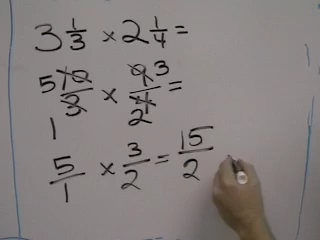 3 1/3 × 2 1/4 =
5 10/3 1 × 9 3/4 2 =
5/1 × 3/2 = 15/2